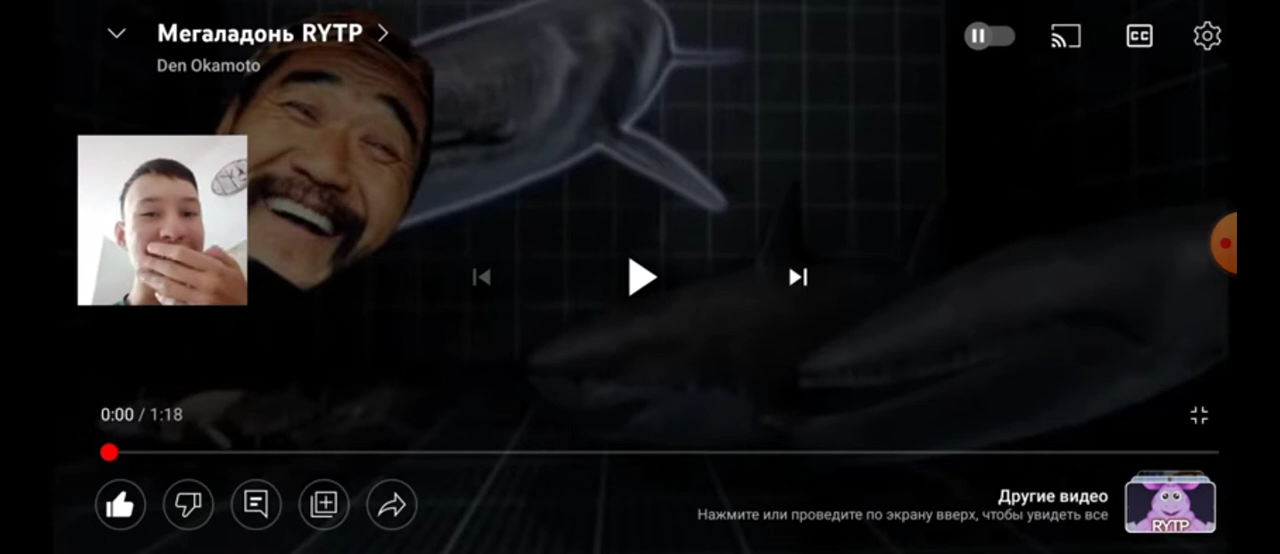 Мегаладонь RYTP
Den Okamoto
CC
0:00 / 1:18
Другие видео
Нажмите или проведите по экрану вверх, чтобы увидеть все
RYTP